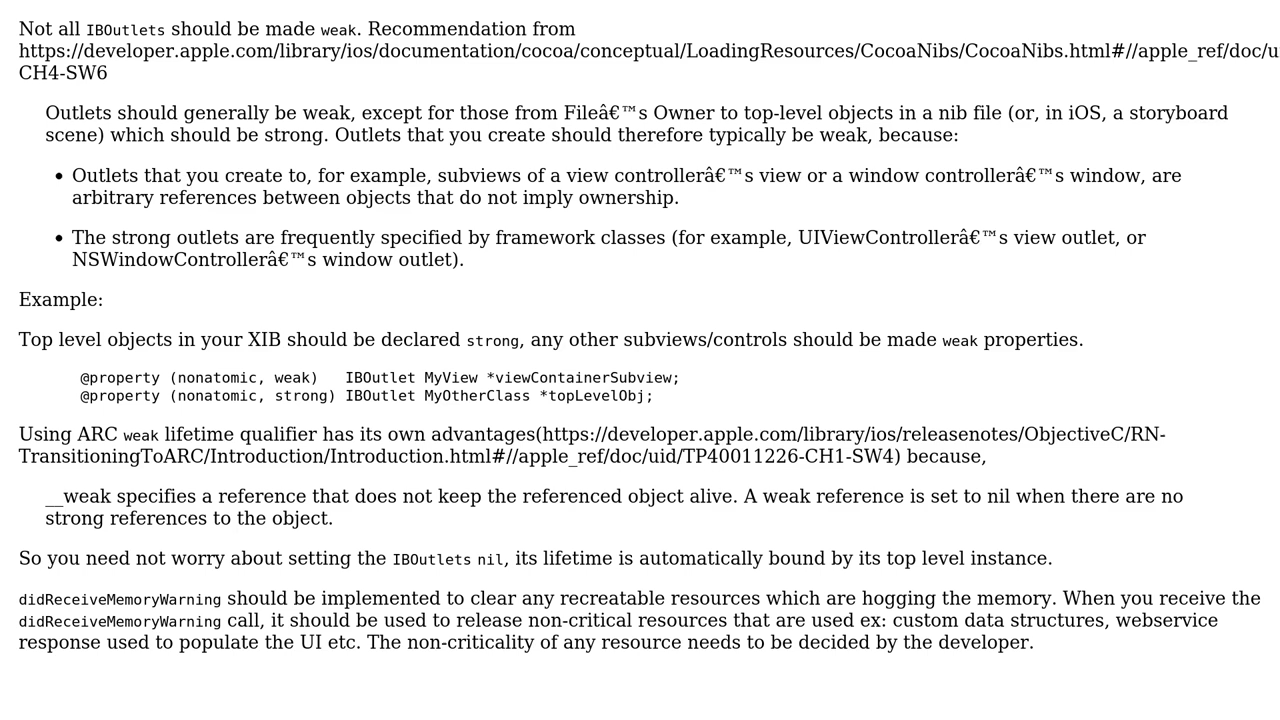 Not all IBOutlets should be made weak. Recommendation from
https://developer.apple.com/library/ios/documentation/cocoa/conceptual/LoadingResources/CocoaNibs/CocoaNibs.html#//apple_ref/doc/u
CH4-SW6
Outlets should generally be weak, except for those from Fileâ€™s Owner to top-level objects in a nib file (or, in iOS, a storyboard
scene) which should be strong. Outlets that you create should therefore typically be weak, because:
• Outlets that you create to, for example, subviews of a view controllerâ€™s view or a window controllerâ€™s window, are
arbitrary references between objects that do not imply ownership.
• The strong outlets are frequently specified by framework classes (for example, UIViewControllerâ€™s view outlet, or
NSWindowControllerâ€™s window outlet).
Example:
Top level objects in your XIB should be declared strong, any other subviews/controls should be made weak properties.
@property (nonatomic, weak)   IBOutlet MyView *viewContainerSubview;
@property (nonatomic, strong) IBOutlet MyOtherClass *topLevelObj;
Using ARC weak lifetime qualifier has its own advantages(https://developer.apple.com/library/ios/releasenotes/ObjectiveC/RN-
TransitioningToARC/Introduction/Introduction.html#//apple_ref/doc/uid/TP40011226-CH1-SW4) because,
__weak specifies a reference that does not keep the referenced object alive. A weak reference is set to nil when there are no
strong references to the object.
So you need not worry about setting the IBOutlets nil, its lifetime is automatically bound by its top level instance.
didReceiveMemoryWarning should be implemented to clear any recreatable resources which are hogging the memory. When you receive the
didReceiveMemoryWarning call, it should be used to release non-critical resources that are used ex: custom data structures, webservice
response used to populate the UI etc. The non-criticality of any resource needs to be decided by the developer.